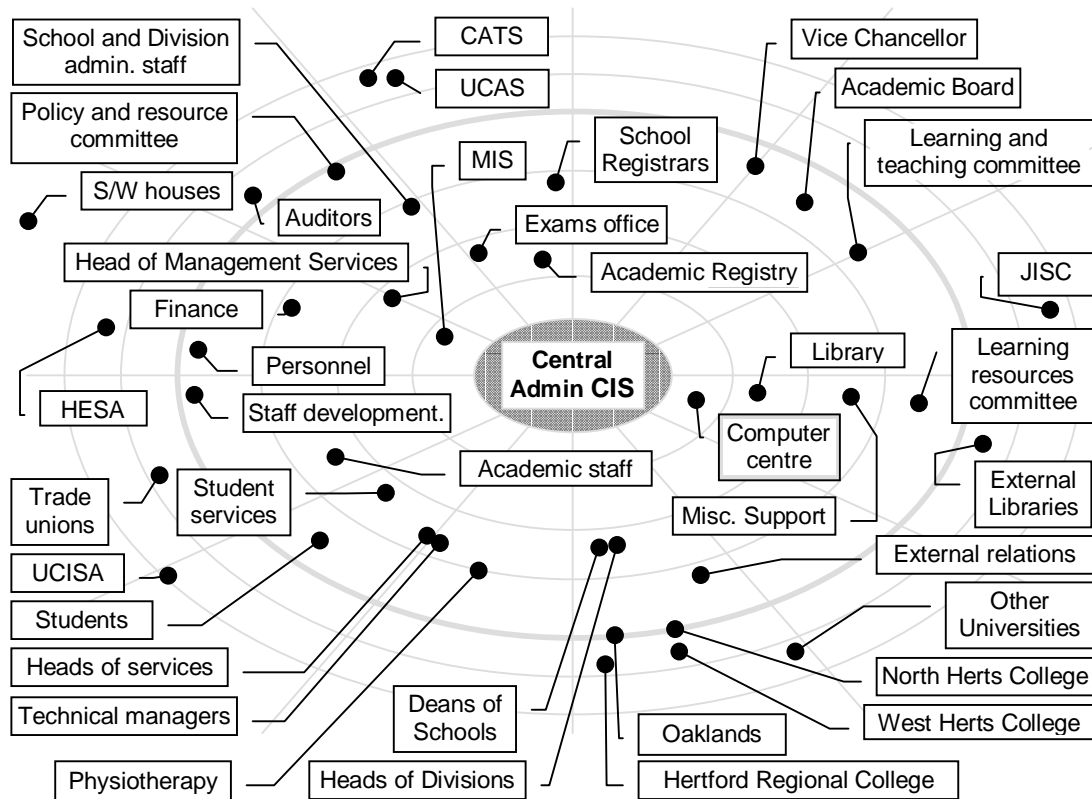 School and Division
admin. staff
CATS
Vice Chancellor
UCAS
Academic Board
Policy and resource
committee
MIS
School
Registrars
Learning and
teaching committee
S/W houses
Auditors
Exams office
Head of Management Services
Academic Registry
JISC
Finance
Central
Admin CIS
Library
Learning
resources
committee
Personnel
HESA
Staff development.
Computer
centre
Academic staff
Trade
unions
Student
services
Misc. Support
External
Libraries
UCISA
External relations
Students
Other
Universities
Heads of services
North Herts College
Technical managers
Deans of
Schools
Oaklands
West Herts College
Physiotherapy
Heads of Divisions
Hertford Regional College